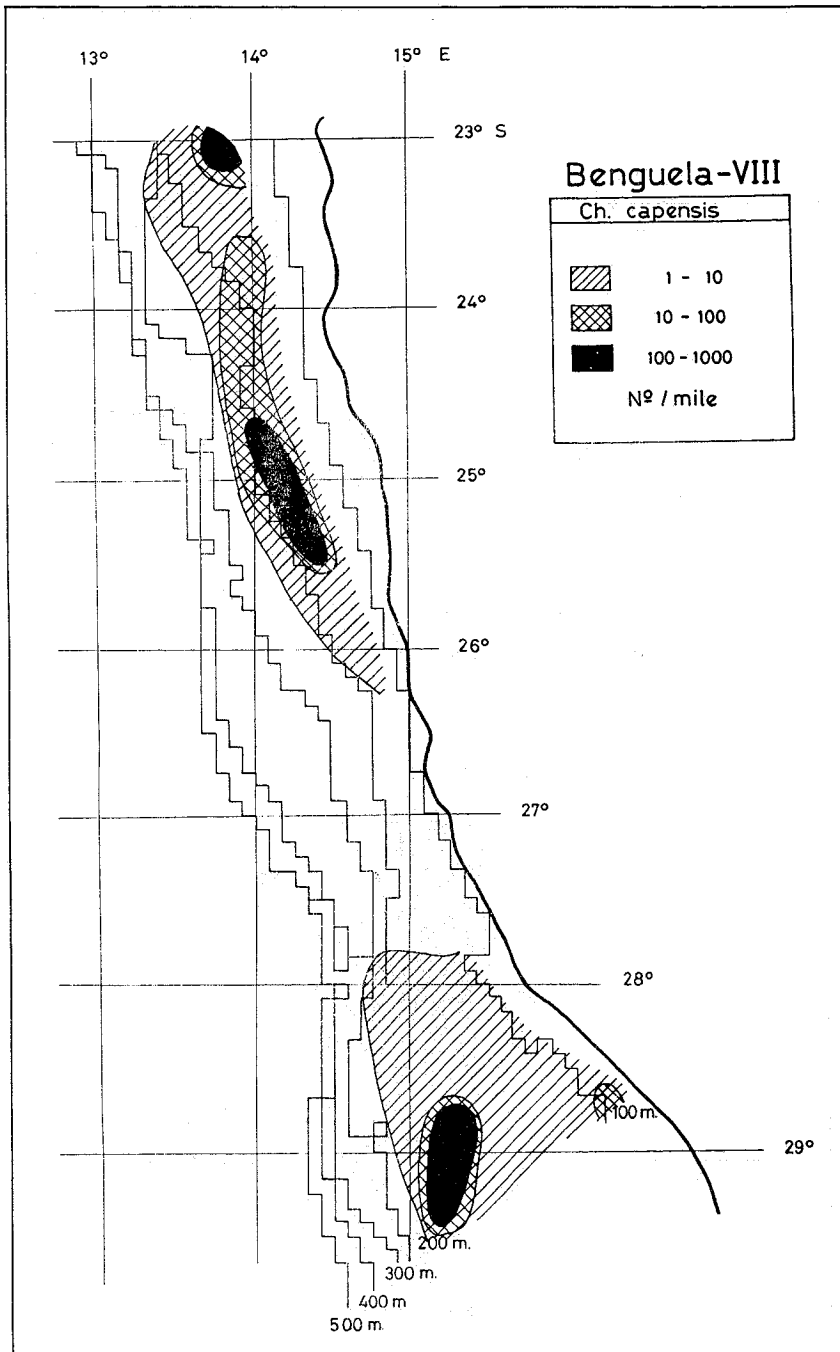 13° 14° 15° E
23° S
Benguela-VIII
Ch. capensis
1 - 10
24°
10 - 100
100 - 1000
Nº / mile
25°
26°
27°
28°
100 m.
29°
200 m.
300 m.
400 m
500 m.